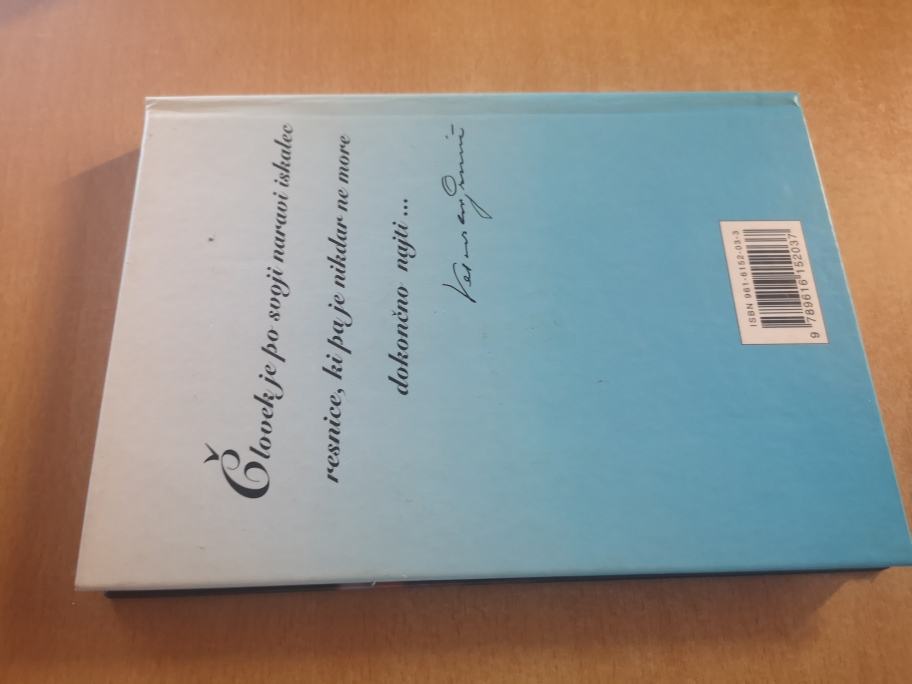 Človek je po svoji naravi iskalec
resnice, ki pa je nikdar ne more
dokončno najti ...
ISBN 961-6152-03-3
9 789616 152037